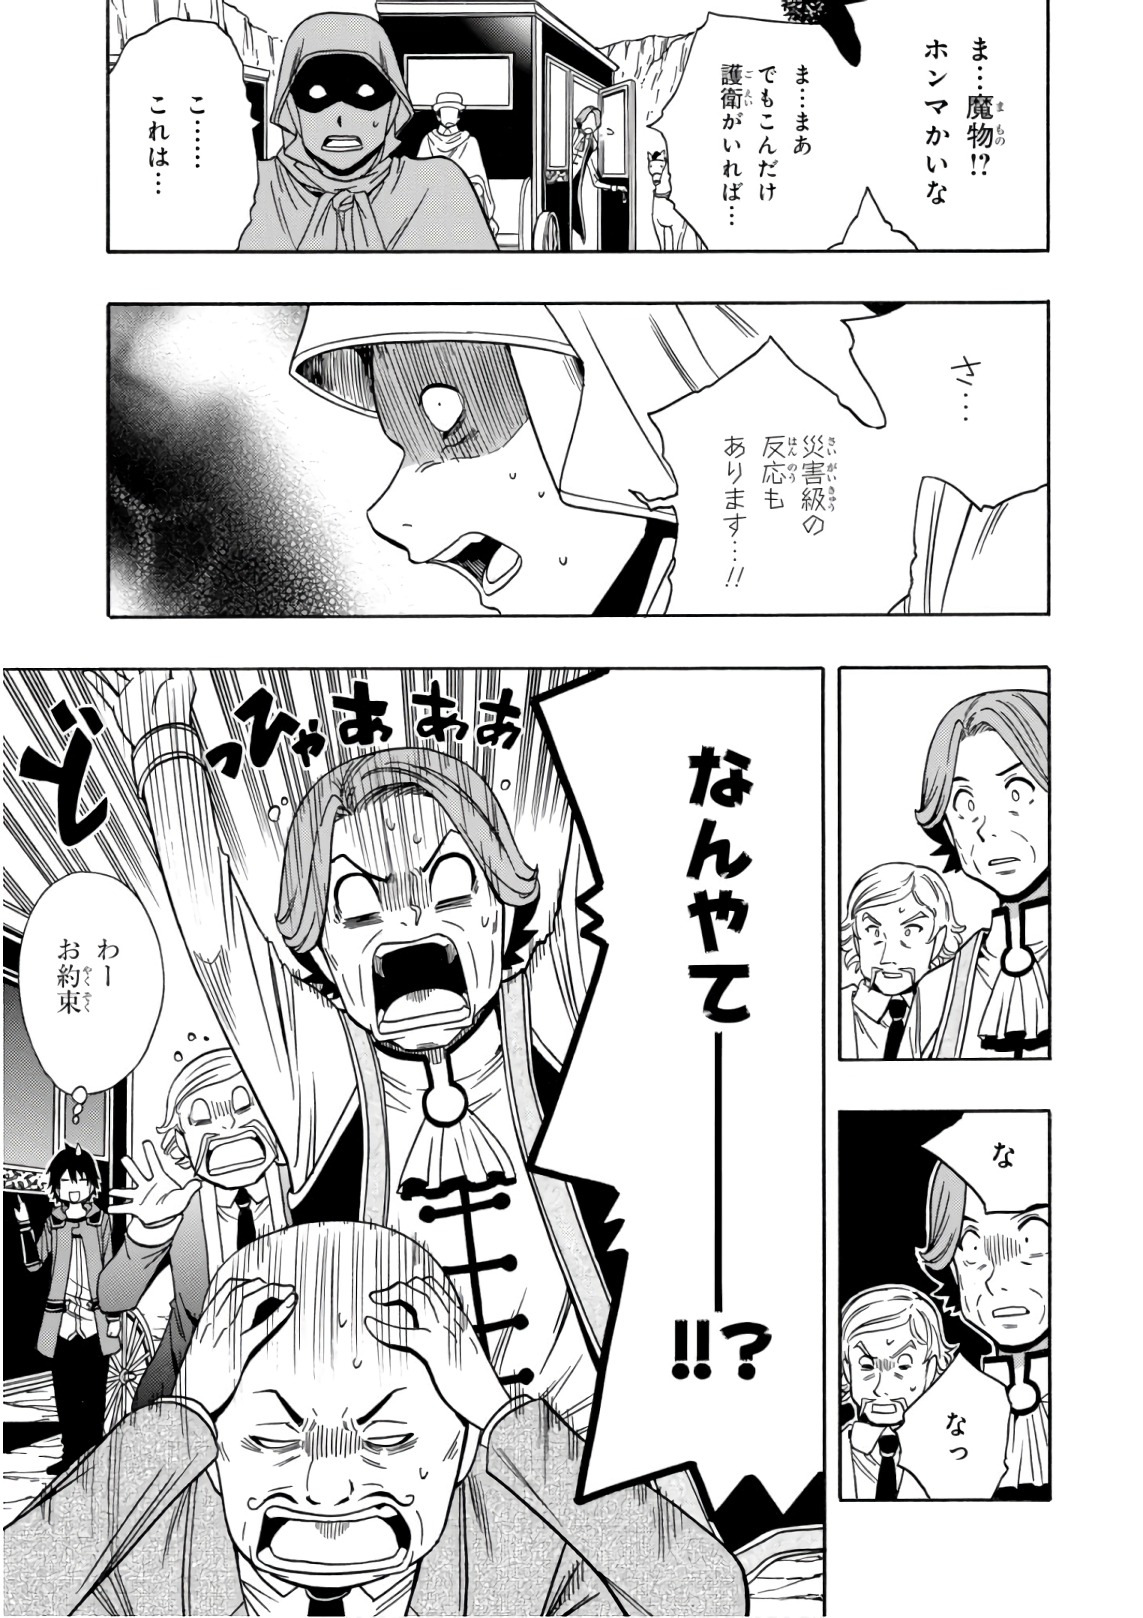 ま…魔物!?
ホンマかいな
ま…まあ
でもこんだけ
護衛がいれば…
こ……
これは…
さ…
災害級の
反応も
あります…!!
な
なっ
なんやて――!!?
っひゃあああ
ど
わー
お約束